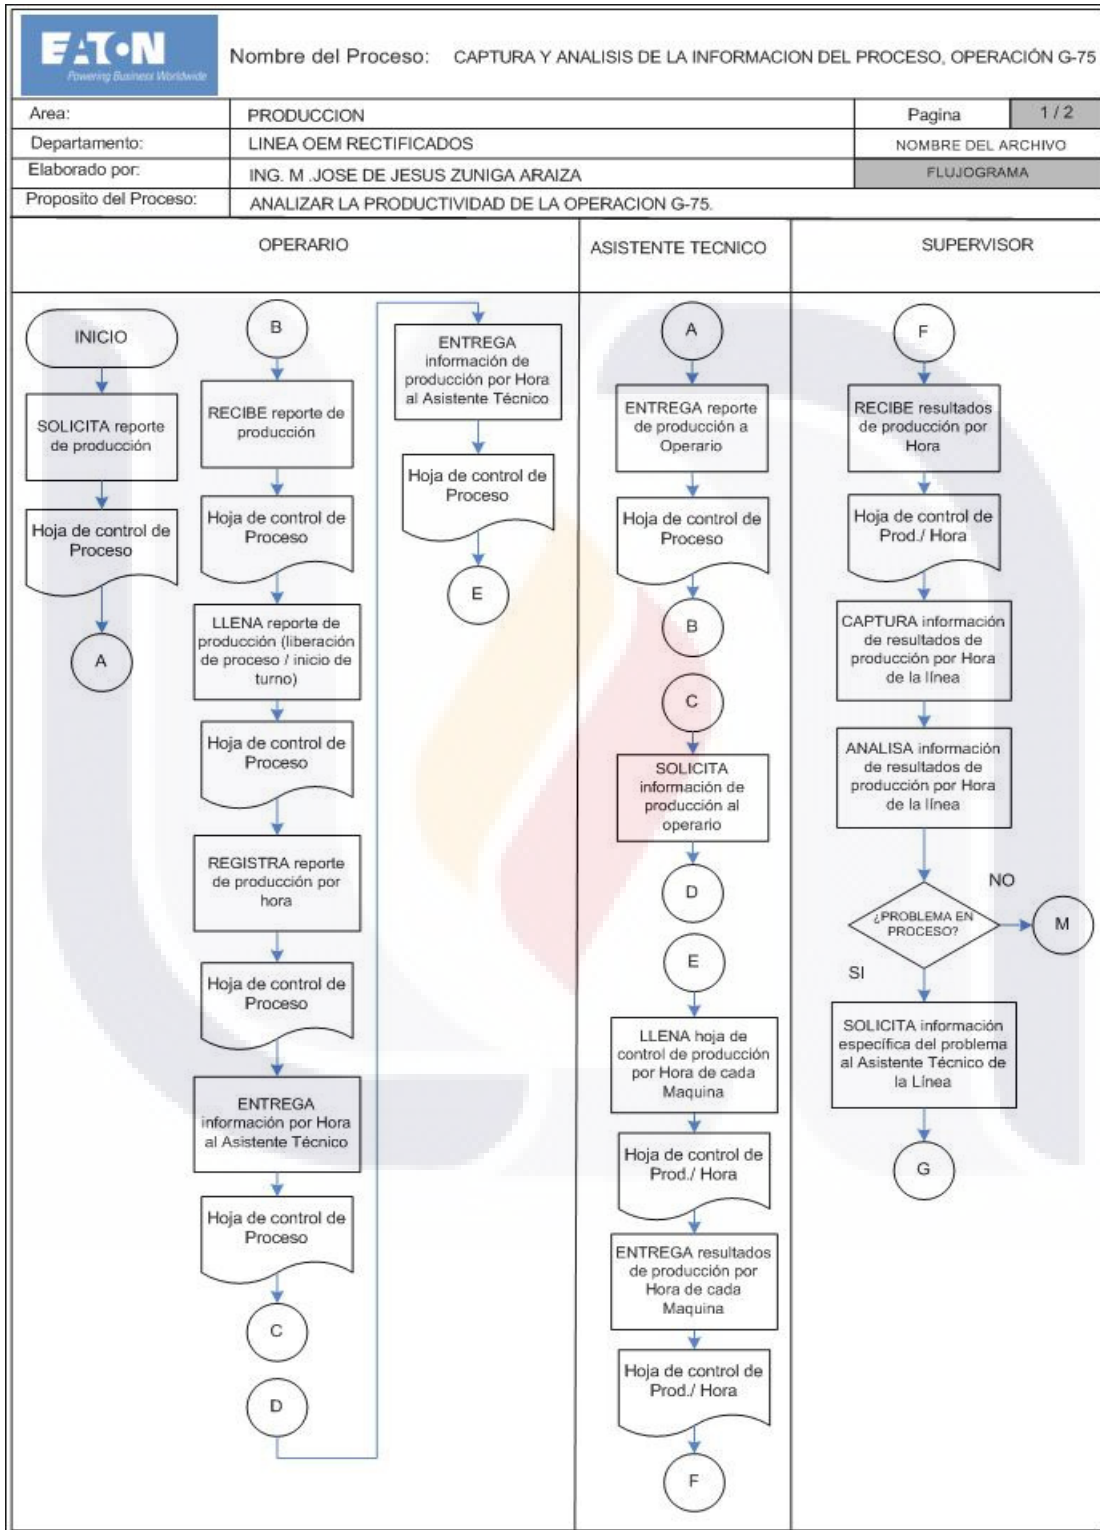 EATON
Powering Business Worldwide
Nombre del Proceso: CAPTURA Y ANALISIS DE LA INFORMACION DEL PROCESO, OPERACIÓN G-75
Area: PRODUCCION Pagina 1 / 2
Departamento: LINEA OEM RECTIFICADOS NOMBRE DEL ARCHIVO
Elaborado por: ING. M .JOSE DE JESUS ZUNIGA ARAIZA FLUJOGRAMA
Proposito del Proceso: ANALIZAR LA PRODUCTIVIDAD DE LA OPERACION G-75.
OPERARIO
ASISTENTE TECNICO
SUPERVISOR
INICIO
SOLICITA reporte
de producción
Hoja de control de
Proceso
A
B
RECIBE reporte de
producción
Hoja de control de
Proceso
LLENA reporte de
producción (liberación
de proceso / inicio de
turno)
Hoja de control de
Proceso
REGISTRA reporte
de producción por
hora
Hoja de control de
Proceso
ENTREGA
información por Hora
al Asistente Técnico
Hoja de control de
Proceso
C
D
ENTREGA
información de
producción por Hora
al Asistente Técnico
Hoja de control de
Proceso
E
A
ENTREGA reporte
de producción a
Operario
Hoja de control de
Proceso
B
C
SOLICITA
información de
producción al
operario
D
E
LLENA hoja de
control de producción
por Hora de cada
Maquina
Hoja de control de
Prod./ Hora
ENTREGA resultados
de producción por
Hora de cada
Maquina
Hoja de control de
Prod./ Hora
F
F
RECIBE resultados
de producción por
Hora
Hoja de control de
Prod./ Hora
CAPTURA información
de resultados de
producción por Hora
de la línea
ANALISA información
de resultados de
producción por Hora
de la línea
¿PROBLEMA EN
PROCESO?
NO
M
SI
SOLICITA información
específica del problema
al Asistente Técnico de
la Línea
G